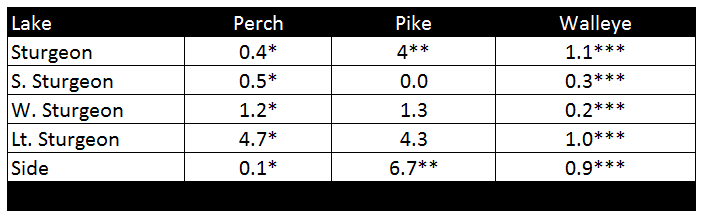 Lake Perch Pike Walleye
Sturgeon 0.4* 4** 1.1***
S. Sturgeon 0.5* 0.0 0.3***
W. Sturgeon 1.2* 1.3 0.2***
Lt. Sturgeon 4.7* 4.3 1.0***
Side 0.1* 6.7** 0.9***